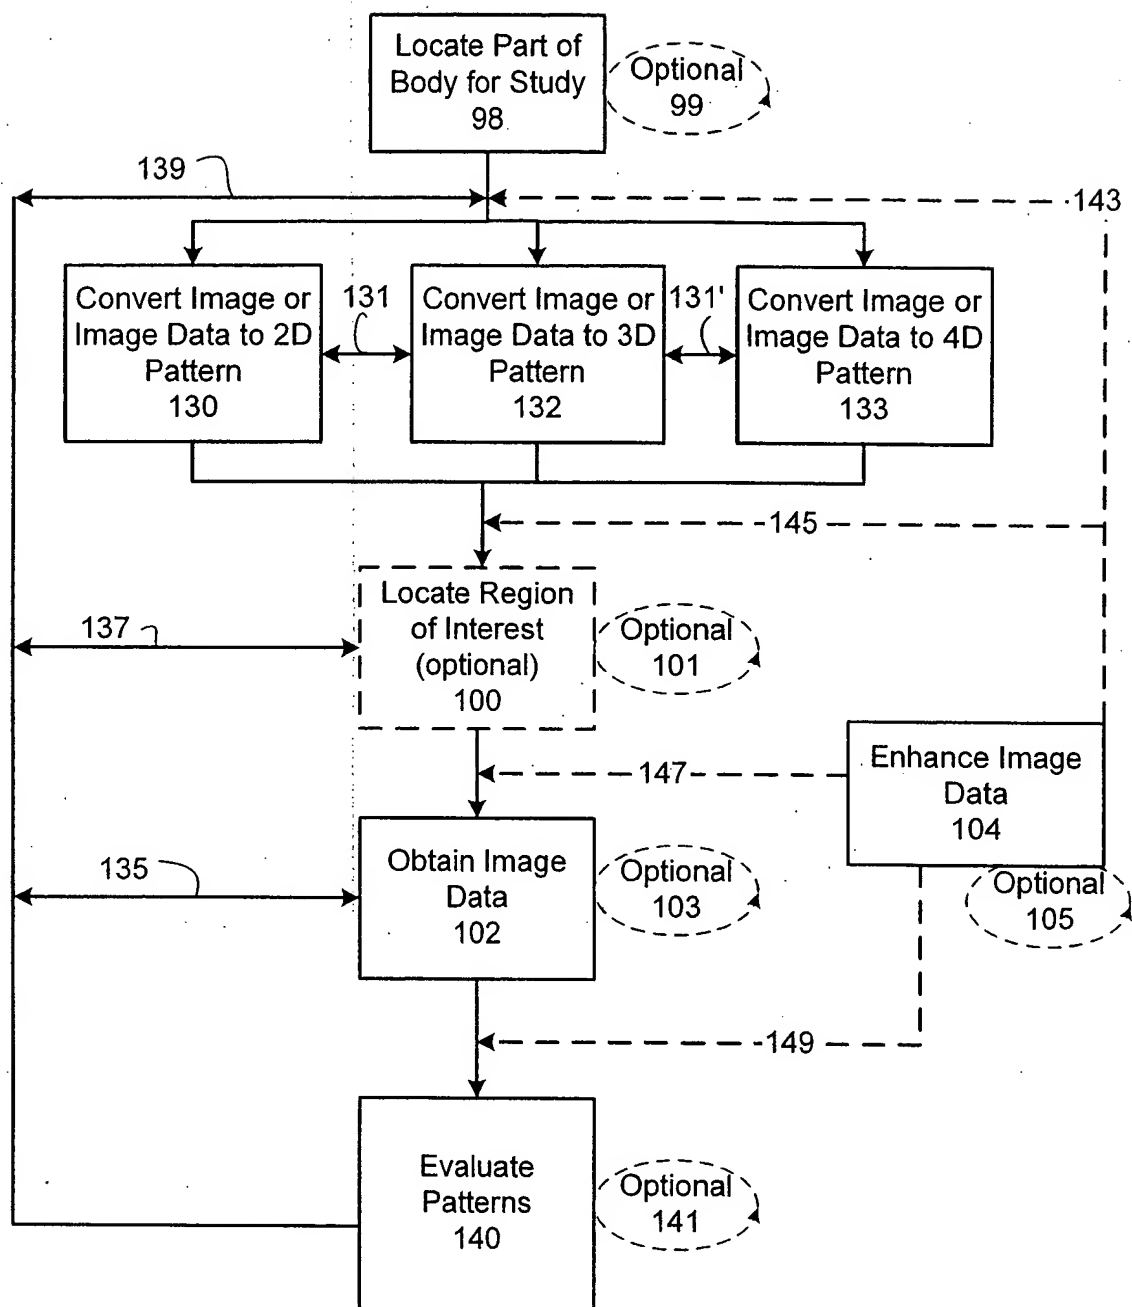 Locate Part of
Body for Study
98
Optional
99
139
143
Convert Image or
Image Data to 2D
Pattern
130
131
Convert Image or
Image Data to 3D
Pattern
132
131'
Convert Image or
Image Data to 4D
Pattern
133
145
Locate Region
of Interest
(optional)
100
Optional
101
137
147
Enhance Image
Data
104
Optional
105
135
Obtain Image
Data
102
Optional
103
149
Evaluate
Patterns
140
Optional
141